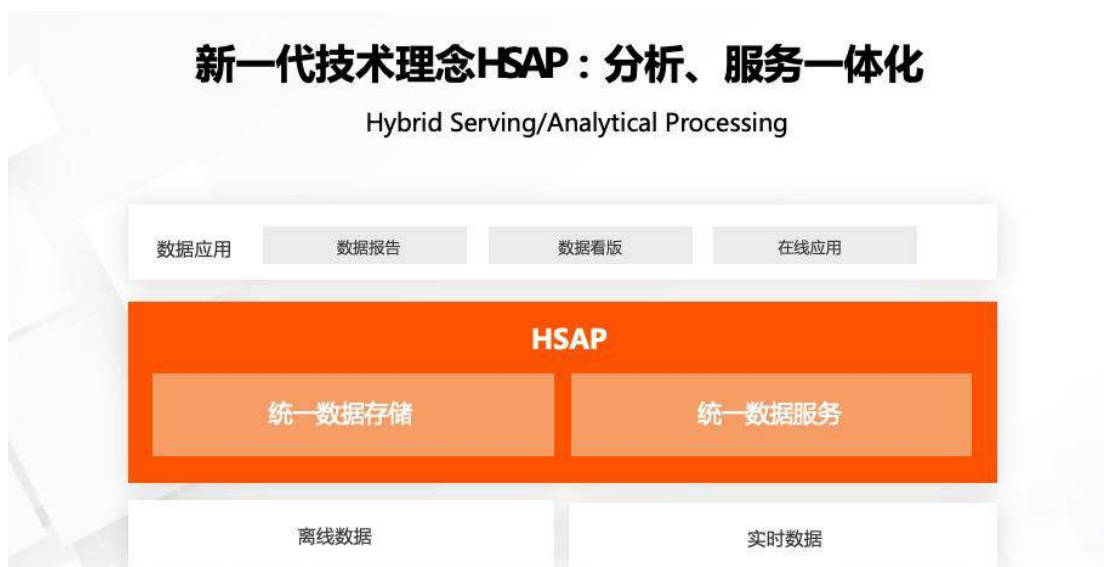 新一代技术理念HSAP：分析、服务一体化
Hybrid Serving/Analytical Processing
数据应用 数据报告 数据看版 在线应用
HSAP
统一数据存储 统一数据服务
离线数据 实时数据